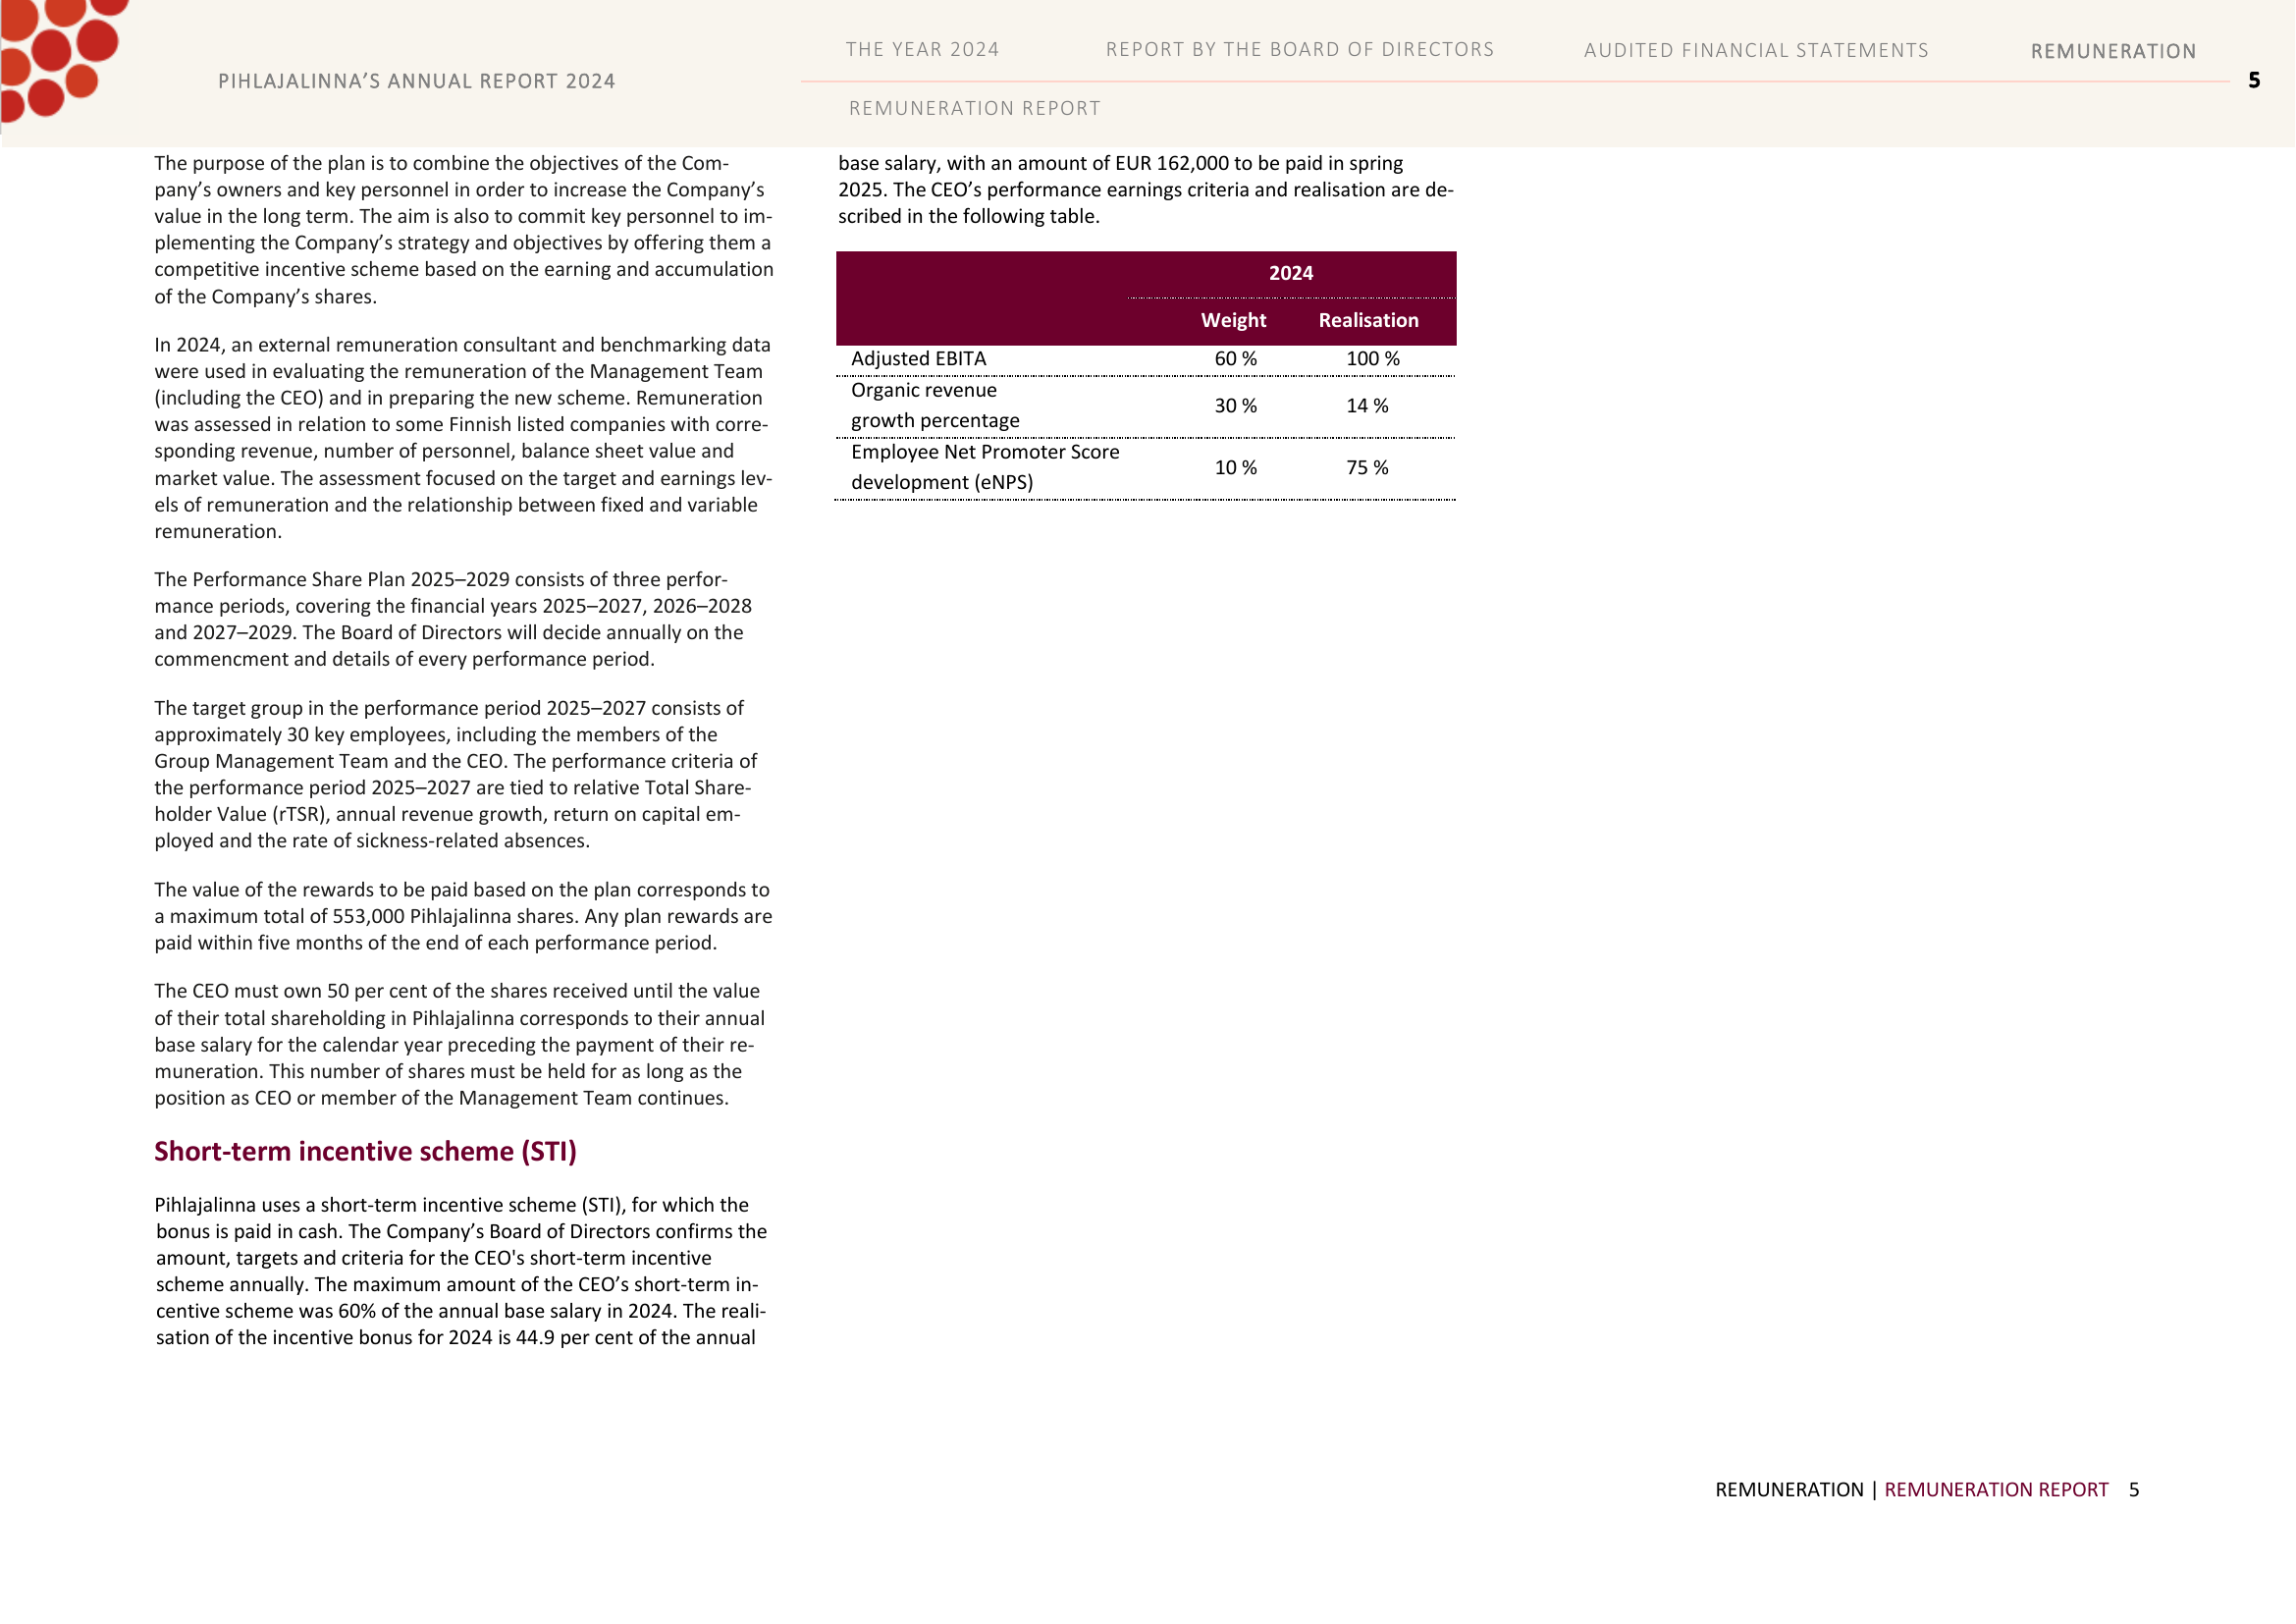 PIHLAJALINNA’S ANNUAL REPORT 2024
THE YEAR 2024
REPORT BY THE BOARD OF DIRECTORS
AUDITED FINANCIAL STATEMENTS
REMUNERATION
5
REMUNERATION REPORT
The purpose of the plan is to combine the objectives of the Com-
pany’s owners and key personnel in order to increase the Company’s
value in the long term. The aim is also to commit key personnel to im-
plementing the Company’s strategy and objectives by offering them a
competitive incentive scheme based on the earning and accumulation
of the Company’s shares.
In 2024, an external remuneration consultant and benchmarking data
were used in evaluating the remuneration of the Management Team
(including the CEO) and in preparing the new scheme. Remuneration
was assessed in relation to some Finnish listed companies with corre-
sponding revenue, number of personnel, balance sheet value and
market value. The assessment focused on the target and earnings lev-
els of remuneration and the relationship between fixed and variable
remuneration.
The Performance Share Plan 2025–2029 consists of three perfor-
mance periods, covering the financial years 2025–2027, 2026–2028
and 2027–2029. The Board of Directors will decide annually on the
commencment and details of every performance period.
The target group in the performance period 2025–2027 consists of
approximately 30 key employees, including the members of the
Group Management Team and the CEO. The performance criteria of
the performance period 2025–2027 are tied to relative Total Share-
holder Value (rTSR), annual revenue growth, return on capital em-
ployed and the rate of sickness-related absences.
The value of the rewards to be paid based on the plan corresponds to
a maximum total of 553,000 Pihlajalinna shares. Any plan rewards are
paid within five months of the end of each performance period.
The CEO must own 50 per cent of the shares received until the value
of their total shareholding in Pihlajalinna corresponds to their annual
base salary for the calendar year preceding the payment of their re-
muneration. This number of shares must be held for as long as the
position as CEO or member of the Management Team continues.
Short-term incentive scheme (STI)
Pihlajalinna uses a short-term incentive scheme (STI), for which the
bonus is paid in cash. The Company’s Board of Directors confirms the
amount, targets and criteria for the CEO's short-term incentive
scheme annually. The maximum amount of the CEO’s short-term in-
centive scheme was 60% of the annual base salary in 2024. The reali-
sation of the incentive bonus for 2024 is 44.9 per cent of the annual
base salary, with an amount of EUR 162,000 to be paid in spring
2025. The CEO’s performance earnings criteria and realisation are de-
scribed in the following table.
2024
Weight Realisation
Adjusted EBITA 60 % 100 %
Organic revenue
growth percentage 30 % 14 %
Employee Net Promoter Score
development (eNPS) 10 % 75 %
REMUNERATION | REMUNERATION REPORT 5